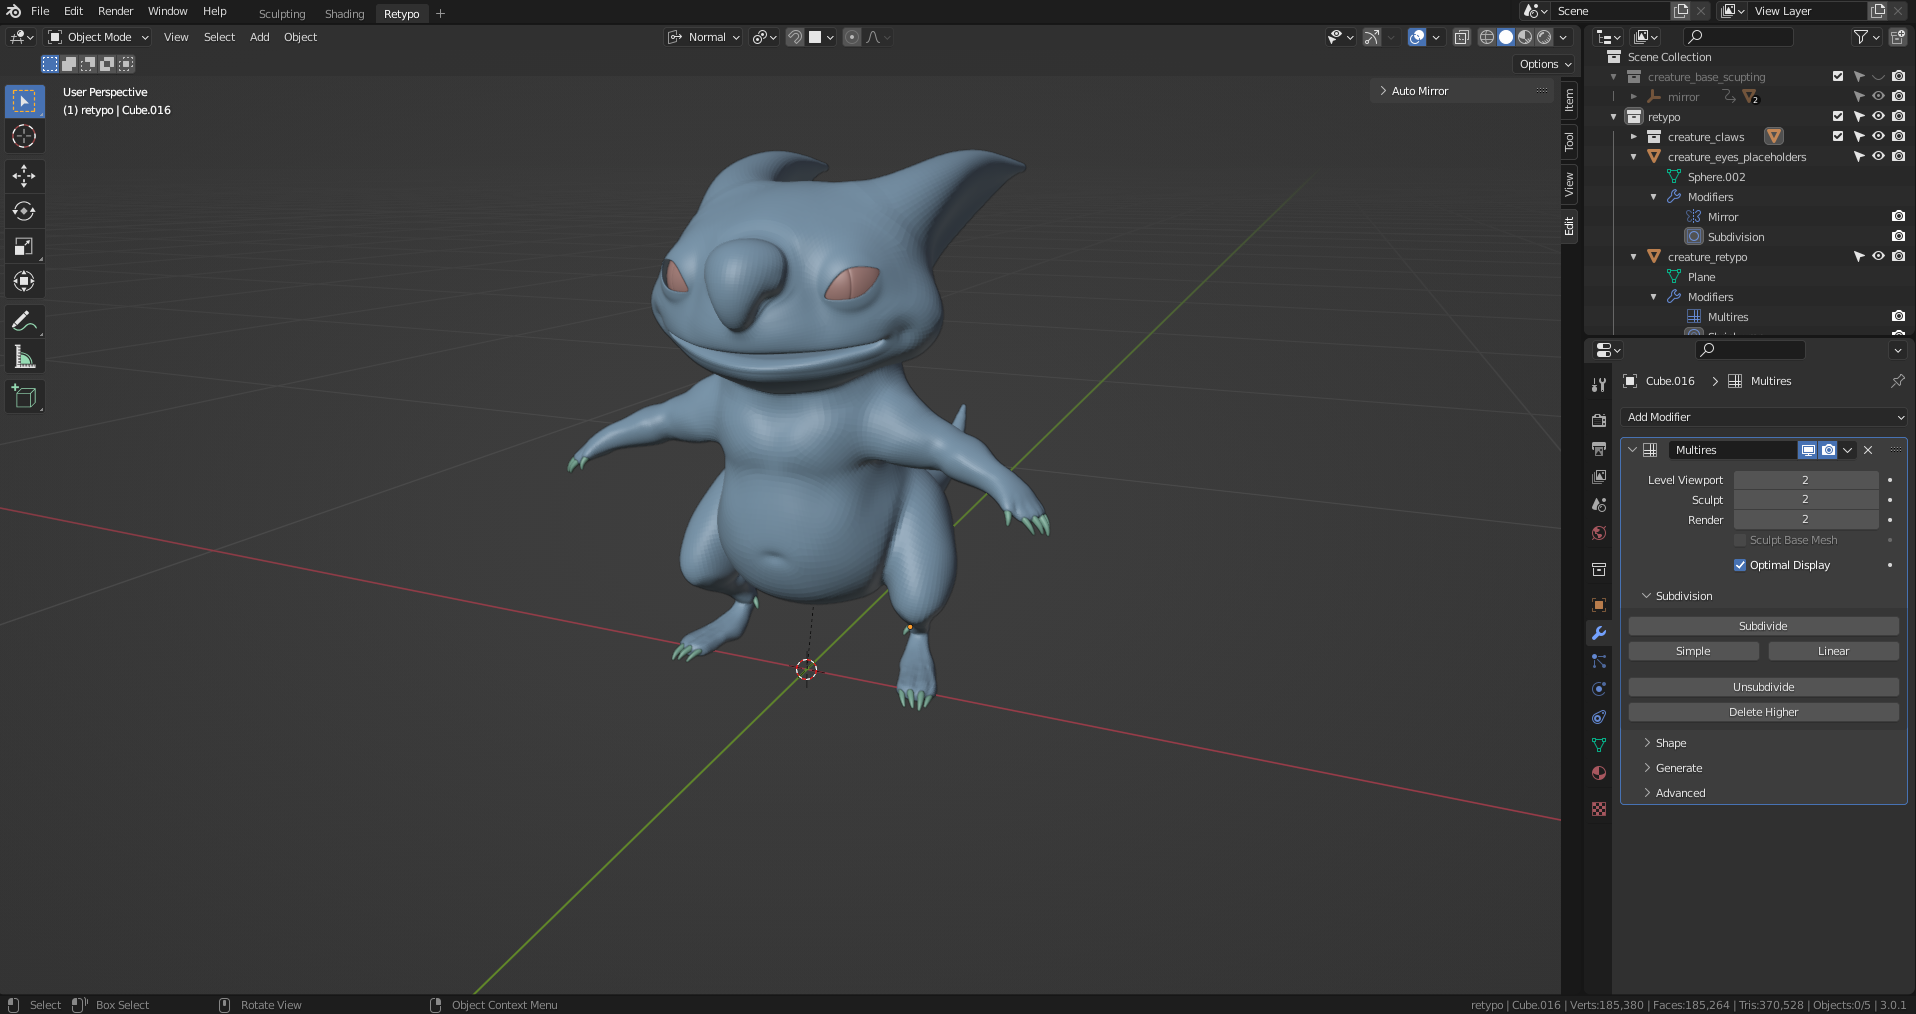 File Edit Render Window Help Sculpting Shading Retypo Scene View Layer
Object Mode View Select Add Object Normal
Options
User Perspective
(1) retypo | Cube.016
Auto Mirror
Item
Tool
View
Edit
Scene Collection
creature_base_scupting
mirror 2
retypo
creature_claws
creature_eyes_placeholders
Sphere.002
Modifiers
Mirror
Subdivision
creature_retypo
Plane
Modifiers
Multires
Cube.016 Multires
Add Modifier
Multires
Level Viewport 2
Sculpt 2
Render 2
Sculpt Base Mesh
Optimal Display
Subdivision
Subdivide
Simple Linear
Unsubdivide
Delete Higher
Shape
Generate
Advanced
Select Box Select Rotate View Object Context Menu retypo | Cube.016 | Verts:185,380 | Faces:185,264 | Tris:370,528 | Objects:0/5 | 3.0.1